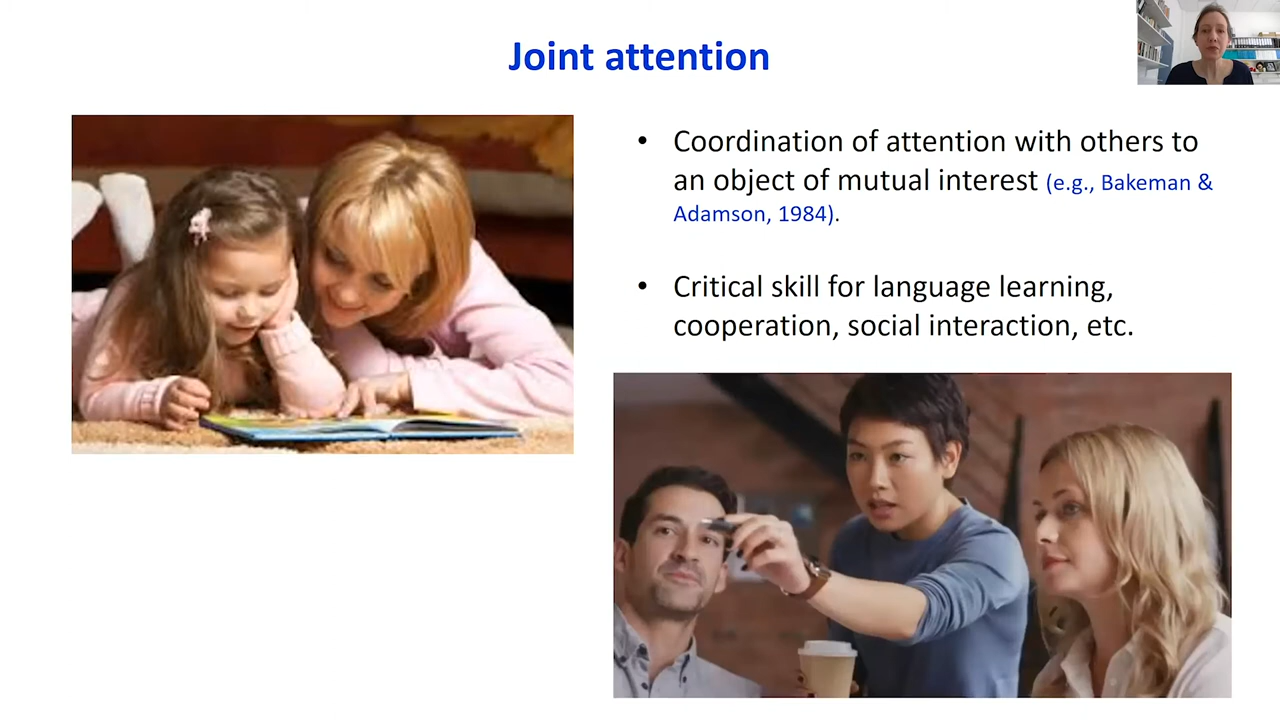 Joint attention
• Coordination of attention with others to
an object of mutual interest (e.g., Bakeman &
Adamson, 1984).
• Critical skill for language learning,
cooperation, social interaction, etc.